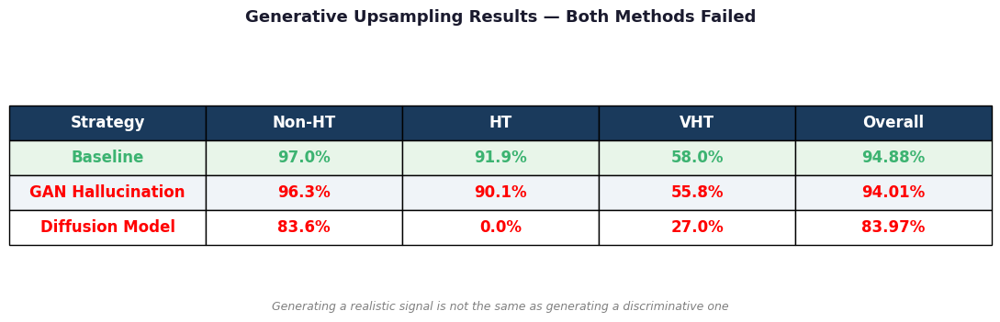 Generative Upsampling Results — Both Methods Failed
Strategy Non-HT HT VHT Overall
Baseline 97.0% 91.9% 58.0% 94.88%
GAN Hallucination 96.3% 90.1% 55.8% 94.01%
Diffusion Model 83.6% 0.0% 27.0% 83.97%
Generating a realistic signal is not the same as generating a discriminative one